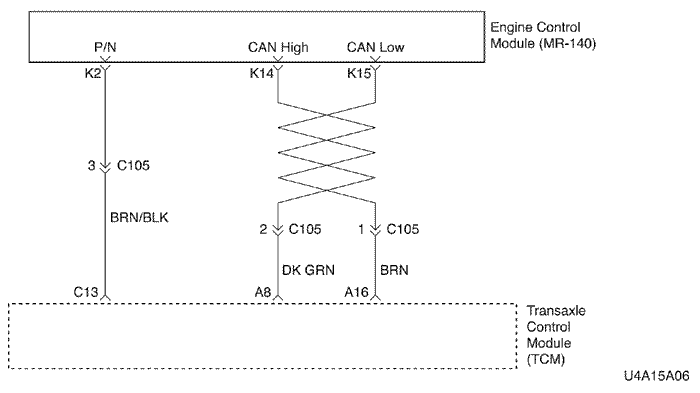 Engine Control
Module (MR-140)
P/N CAN High CAN Low
K2 K14 K15
3 C105
BRN/BLK
2 C105 1 C105
DK GRN BRN
C13 A8 A16
Transaxle
Control
Module
(TCM)
U4A15A06